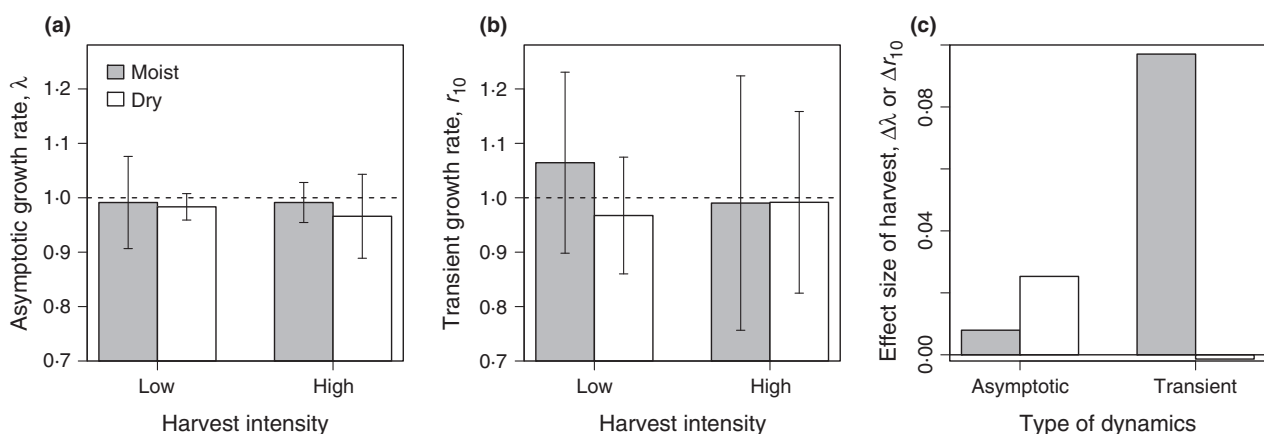 (a)
Asymptotic growth rate, λ
1·2
1·1
1·0
0·9
0·8
0·7
Moist
Dry
Low
High
Harvest intensity
(b)
Transient growth rate, r10
1·2
1·1
1·0
0·9
0·8
0·7
Low
High
Harvest intensity
(c)
Effect size of harvest, Δλ or Δr10
0·08
0·04
0·00
Asymptotic
Transient
Type of dynamics